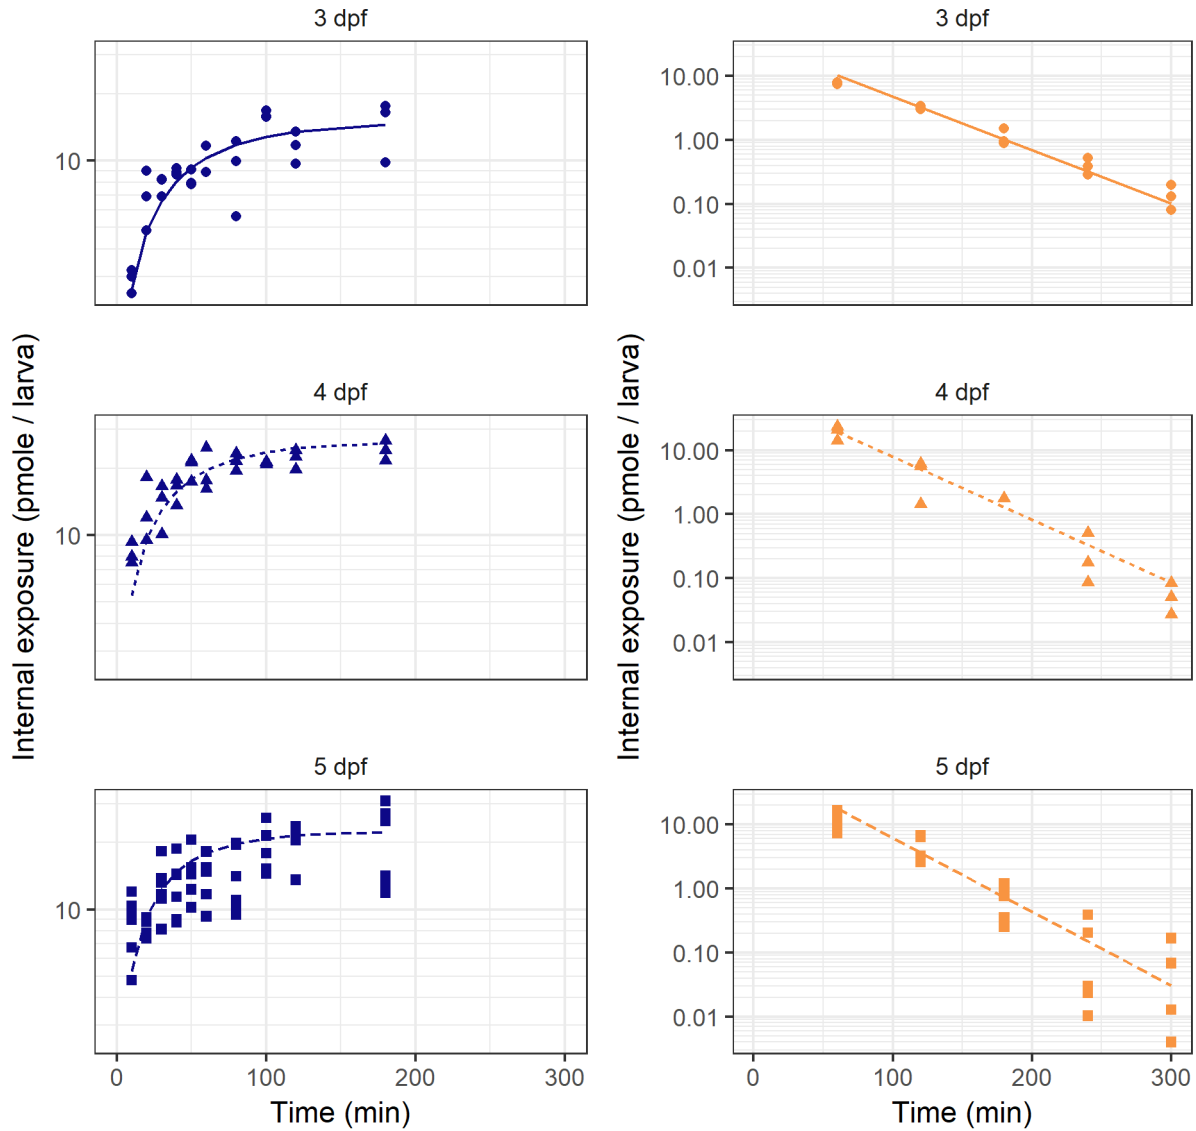 3 dpf
10
4 dpf
10
5 dpf
10
0 100 200 300
Time (min)
Internal exposure (pmole / larva)
3 dpf
10.00
1.00
0.10
0.01
4 dpf
10.00
1.00
0.10
0.01
5 dpf
10.00
1.00
0.10
0.01
0 100 200 300
Time (min)
Internal exposure (pmole / larva)